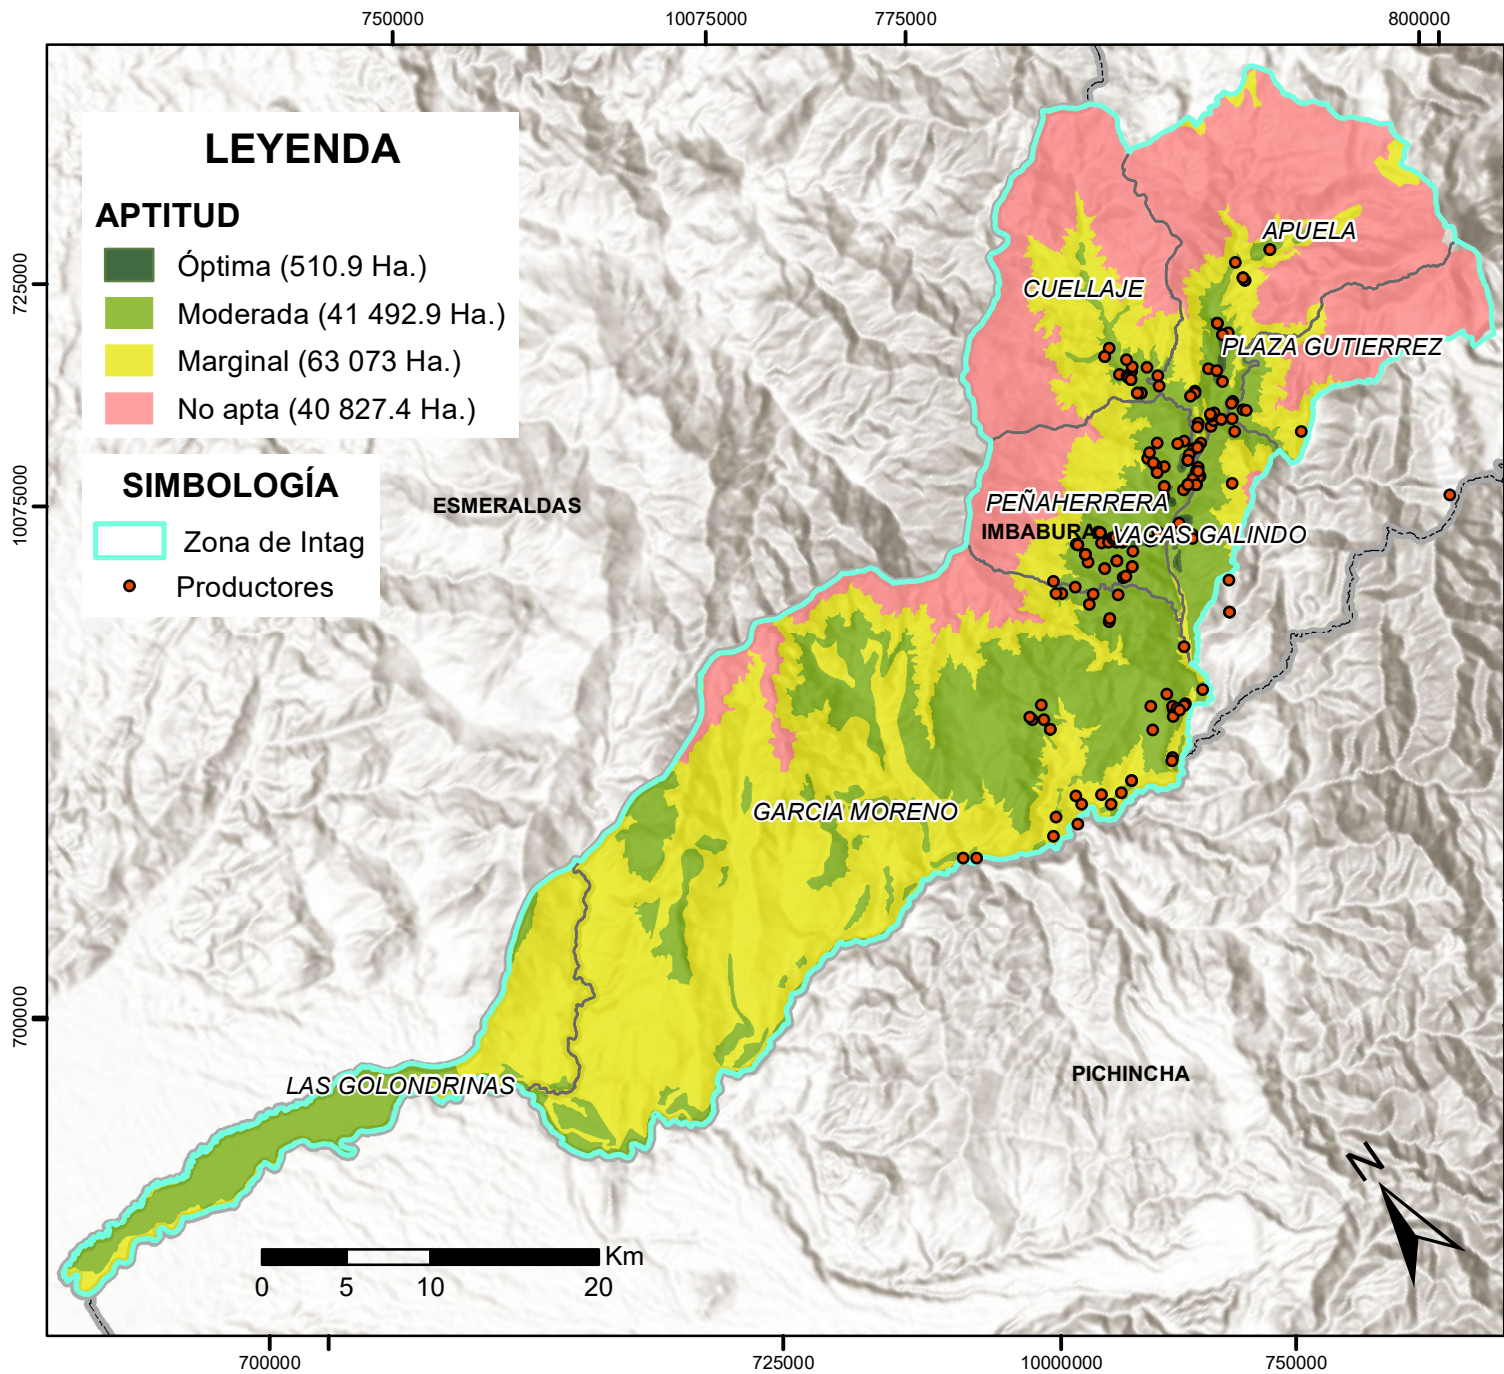 750000
10075000
775000
800000
LEYENDA
APTITUD
Óptima (510.9 Ha.)
Moderada (41 492.9 Ha.)
Marginal (63 073 Ha.)
No apta (40 827.4 Ha.)
SIMBOLOGÍA
Zona de Intag
Productores
725000
10075000
700000
APUELA
CUELLAJE
PLAZA GUTIERREZ
ESMERALDAS
PEÑAHERRERA
IMBABURA
VACAS GALINDO
GARCIA MORENO
PICHINCHA
LAS GOLONDRINAS
N
Km
0 5 10 20
700000
725000
10000000
750000